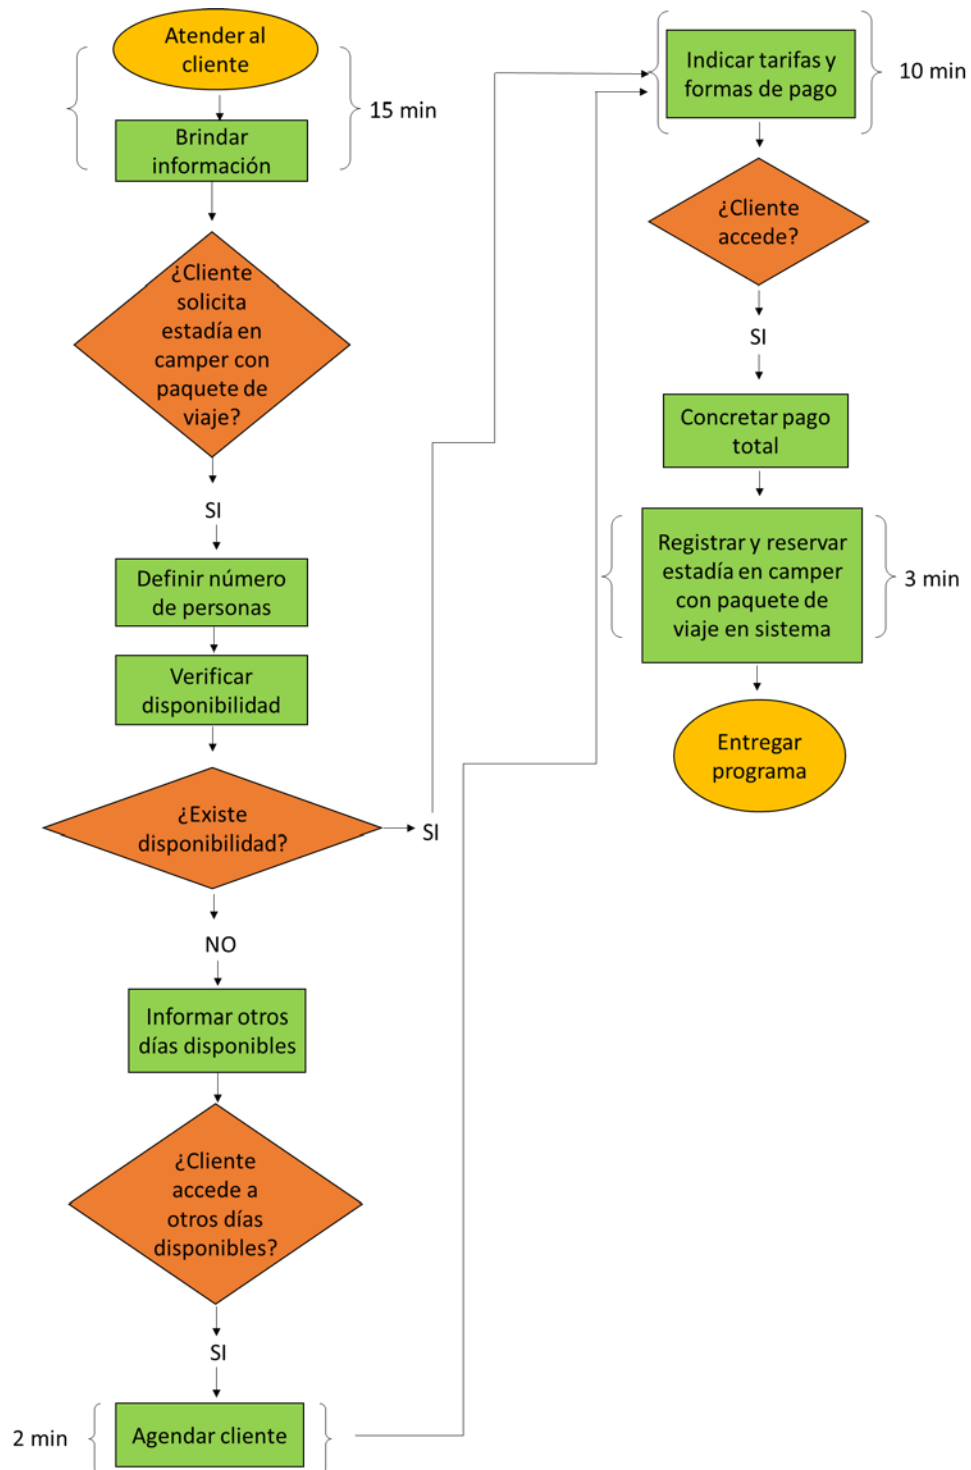 Atender al
cliente
15 min
Brindar
información
¿Cliente
solicita
estadía en
camper con
paquete de
viaje?
SI
Definir número
de personas
Verificar
disponibilidad
¿Existe
disponibilidad?
SI
NO
Informar otros
días disponibles
¿Cliente
accede a
otros días
disponibles?
SI
2 min
Agendar cliente
Indicar tarifas y
formas de pago
10 min
¿Cliente
accede?
SI
Concretar pago
total
Registrar y reservar
estadía en camper
con paquete de
viaje en sistema
3 min
Entregar
programa